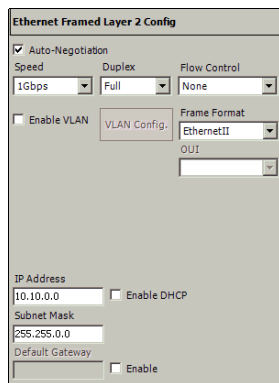 Ethernet Framed Layer 2 Config
Auto-Negotiation
Speed Duplex Flow Control
1Gbps Full None
Enable VLAN VLAN Config. Frame Format
EthernetII
OUI
IP Address
10.10.0.0 Enable DHCP
Subnet Mask
255.255.0.0
Default Gateway
Enable